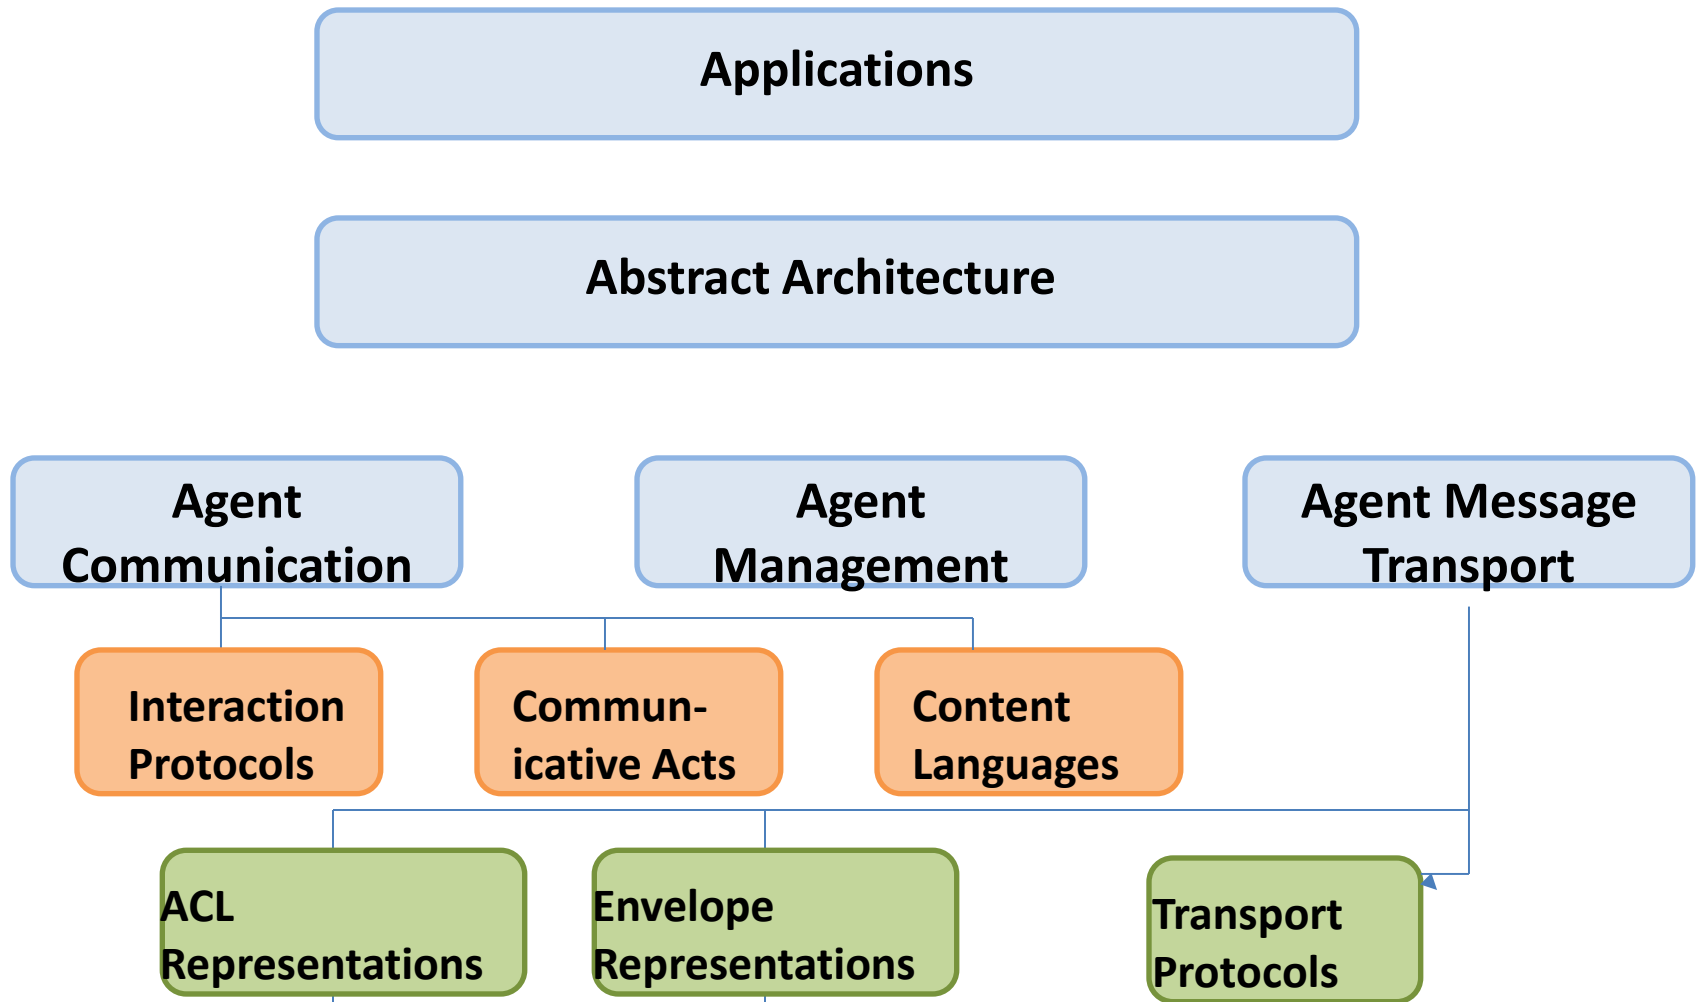 Applications
Abstract Architecture
Agent
Communication
Agent
Management
Agent Message
Transport
Interaction
Protocols
Commun-
icative Acts
Content
Languages
ACL
Representations
Envelope
Representations
Transport
Protocols